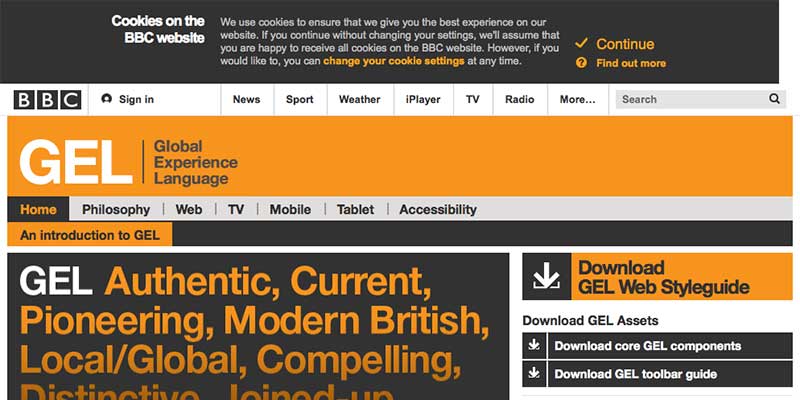 Cookies on the
BBC website
We use cookies to ensure that we give you the best experience on our
website. If you continue without changing your settings, we'll assume that
you are happy to receive all cookies on the BBC website. However, if you
would like to, you can change your cookie settings at any time.
Continue
Find out more
BBC Sign in News Sport Weather iPlayer TV Radio More... Search
GEL
Global
Experience
Language
Home Philosophy Web TV Mobile Tablet Accessibility
An introduction to GEL
GEL Authentic, Current,
Pioneering, Modern British,
Local/Global, Compelling,
Distinctive, Joined-up
Download
GEL Web Styleguide
Download GEL Assets
Download core GEL components
Download GEL toolbar guide